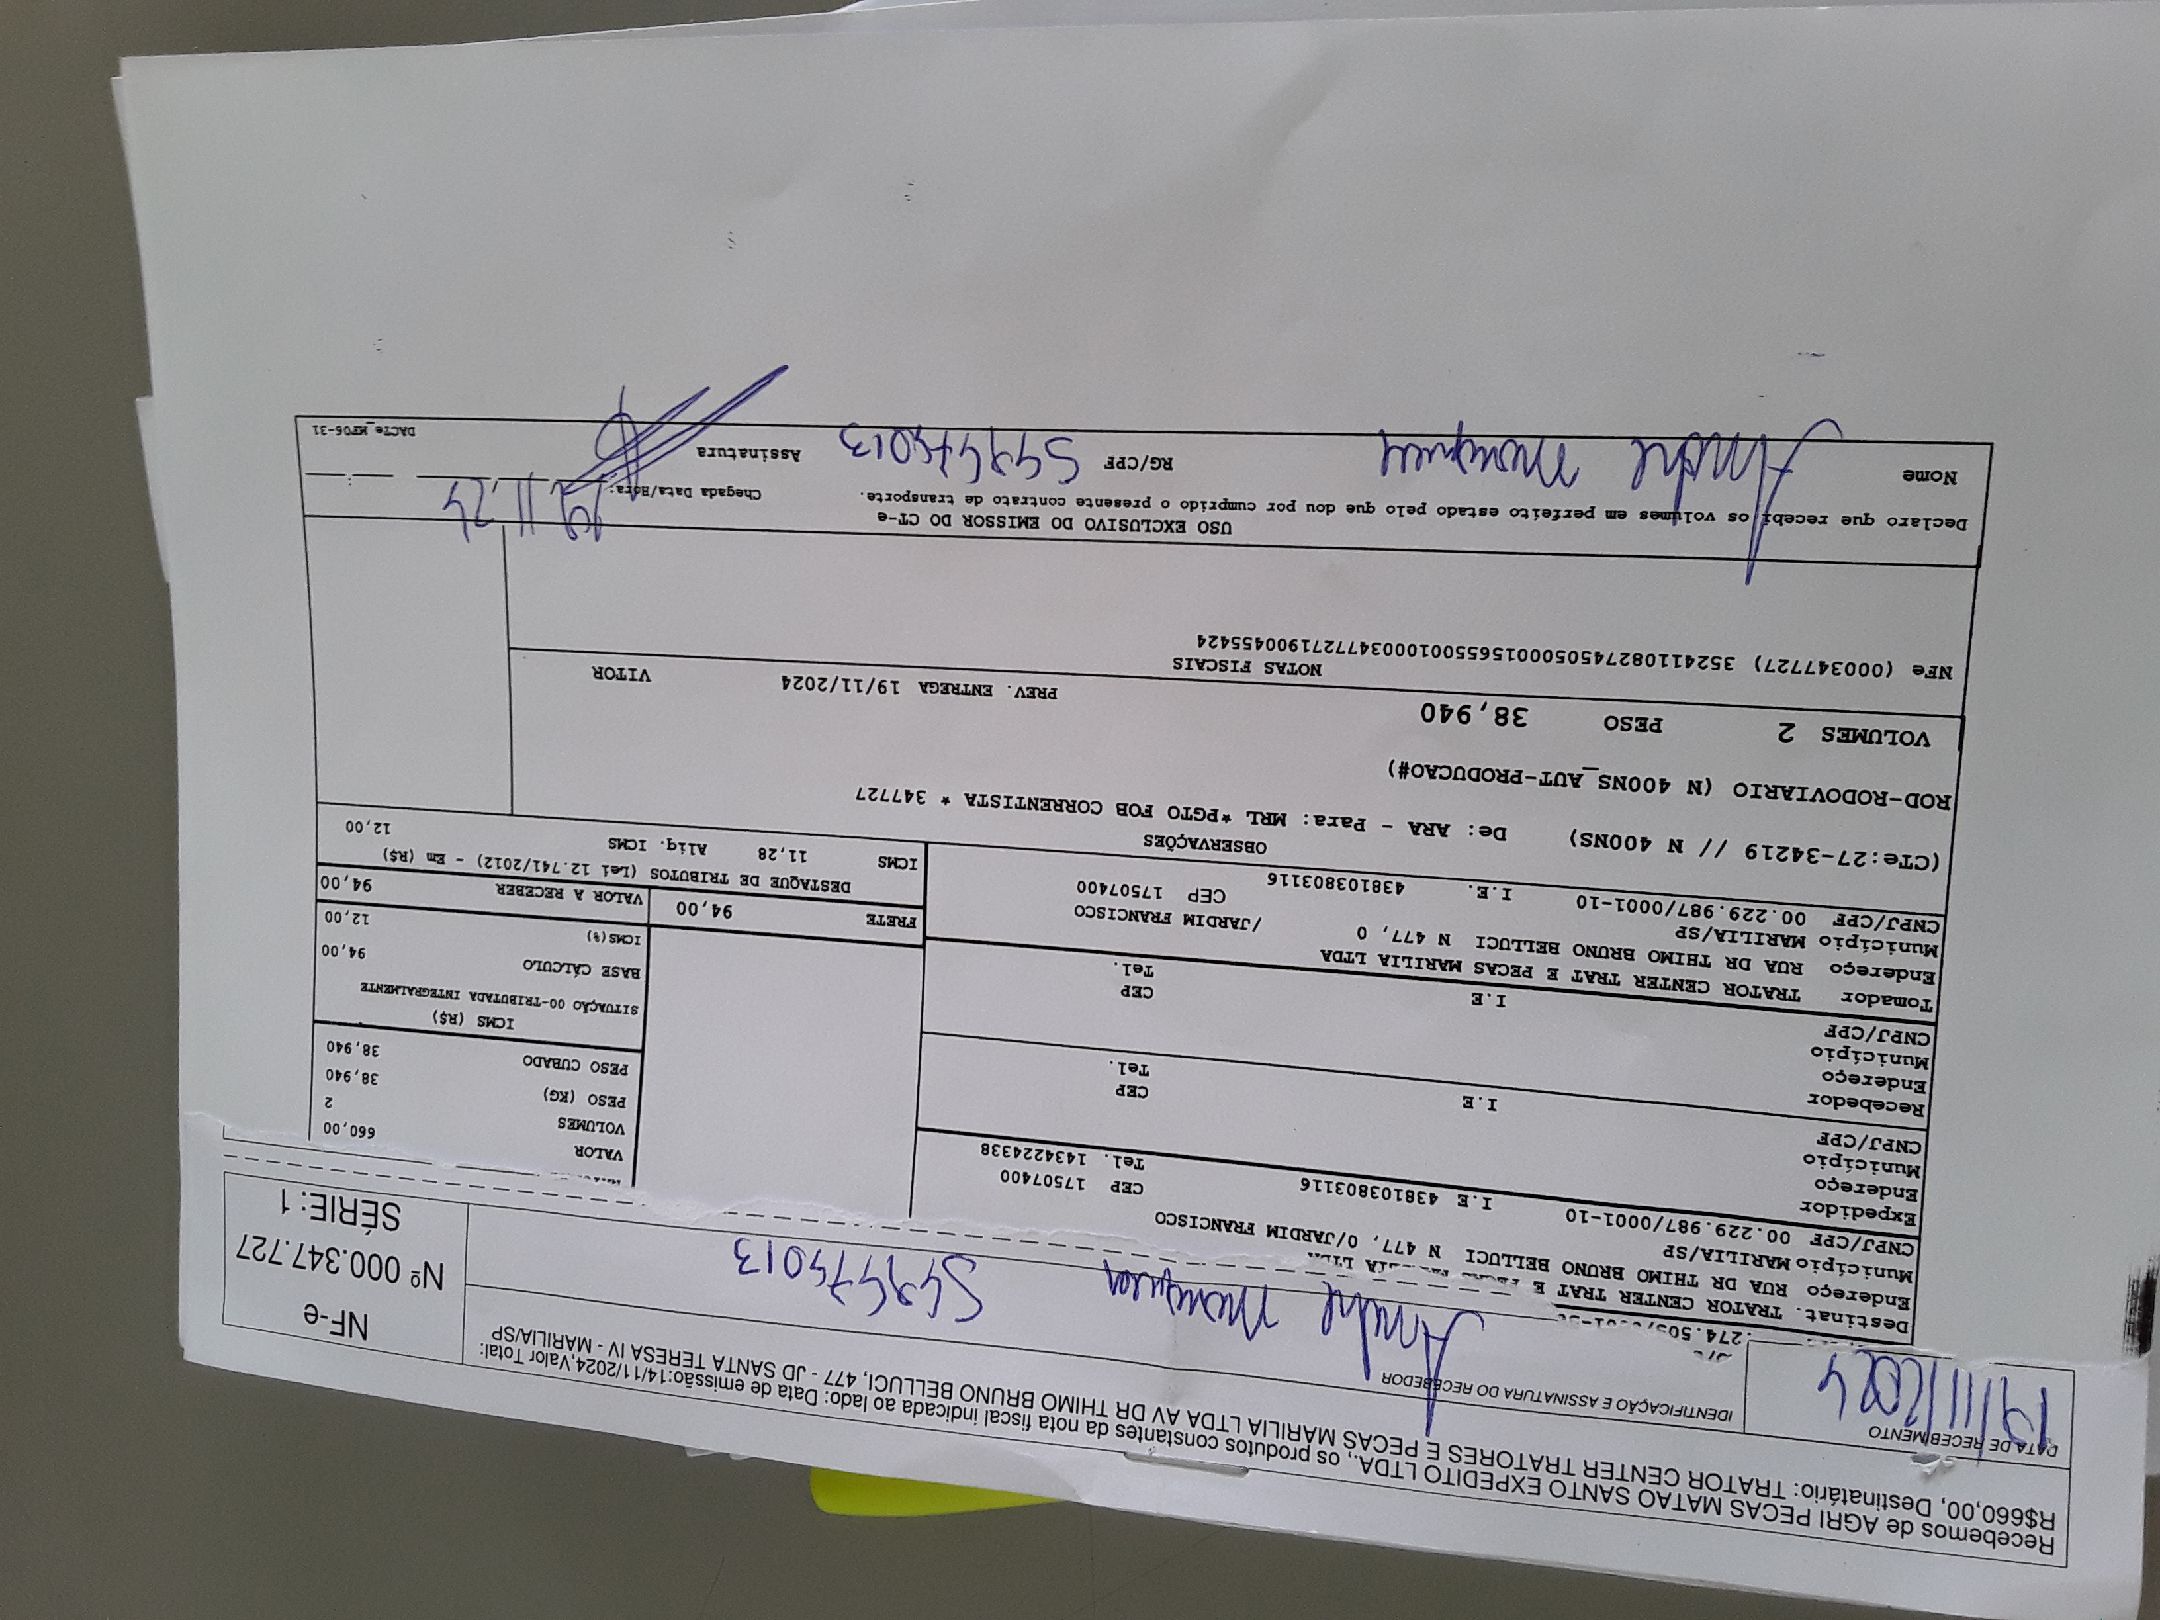 Recebemos de AGRI PECAS MATAO SANTO EXPEDITO LTDA., os produtos constantes da nota fiscal indicada ao lado: Data de emissão:14/11/2024,Valor Total:
R$660,00, Destinatário: TRATOR CENTER TRATORES E PECAS MARILIA LTDA AV DR THIMO BRUNO BELLUCI, 477 - JD SANTA TERESA IV - MARILIA/SP
NF-e
Nº 000.347.727
SÉRIE: 1
DATA DE RECEBIMENTO
19/11/2024
IDENTIFICAÇÃO E ASSINATURA DO RECEBEDOR
André
Destinat. TRATOR CENTER TRAT E
Endereço RUA DR THIMO BRUNO BELLUCI N 477, 0/JARDIM FRANCISCO
Município MARILIA/SP CEP 17507400
CNPJ/CPF 00.229.987/0001-10 I.E 438103803116 Tel. 1434224338
Expedidor
Endereço
Município CEP
CNPJ/CPF I.E Tel.
Recebedor
Endereço
Município CEP
CNPJ/CPF I.E Tel.
Tomador TRATOR CENTER TRAT E PECAS MARILIA LTDA
Endereço RUA DR THIMO BRUNO BELLUCI N 477, 0 /JARDIM FRANCISCO
Município MARILIA/SP CEP 17507400
CNPJ/CPF 00.229.987/0001-10 I.E. 438103803116
VALOR 660,00
VOLUMES 2
PESO (KG) 38,940
PESO CUBADO 38,940
ICMS (R$)
SITUAÇÃO 00-TRIBUTADA INTEGRALMENTE
BASE CÁLCULO 94,00
ICMS(%) 12,00
FRETE 94,00 VALOR A RECEBER 94,00
DESTAQUE DE TRIBUTOS (Lei 12.741/2012) - Em (R$)
ICMS 11,28 Aliq. ICMS 12,00
OBSERVAÇÕES
(CTe:27-34219 // N 400NS) De: ARA - Para: MRL *PGTO FOB CORRENTISTA * 347727
ROD-RODOVIARIO (N 400NS_AUT-PRODUCAO#)
VOLUMES 2 PESO 38,940 PREV. ENTREGA 19/11/2024 VITOR
NOTAS FISCAIS
NFe (000347727) 35241108274505000156550010003477271900455424
USO EXCLUSIVO DO EMISSOR DO CT-e
Declaro que recebi os volumes em perfeito estado pelo que dou por cumprido o presente contrato de transporte.
Chegada Data/Hora: 19/11/24
Nome André
RG/CPF
Assinatura
DACTe_MF06-31